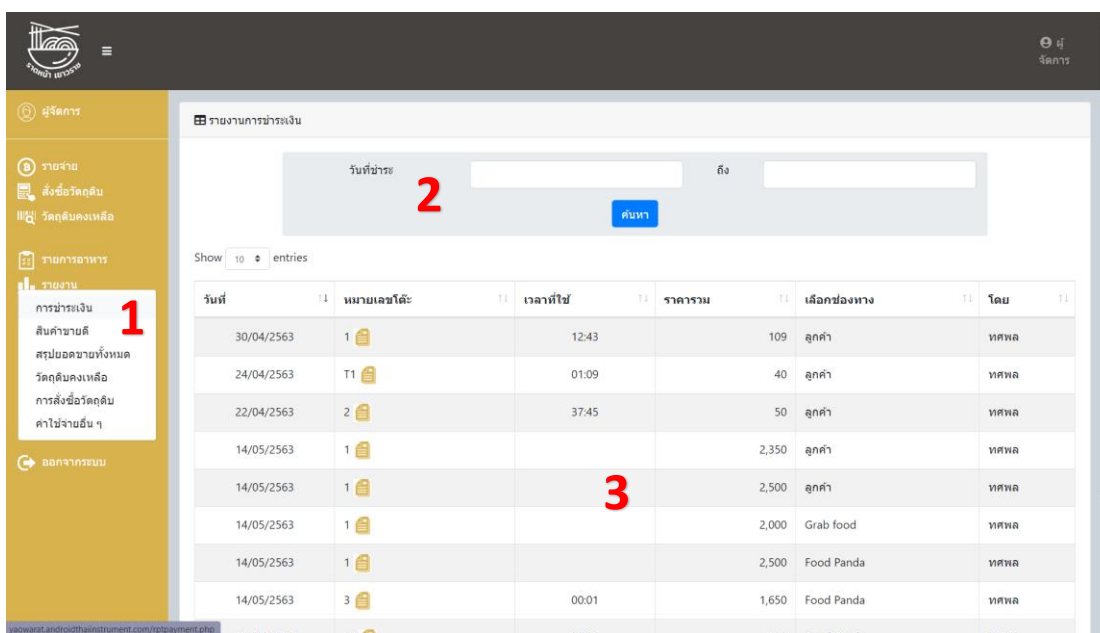 ราดหน้า เยาวราช
ผู้
จัดการ
ผู้จัดการ
รายจ่าย
สั่งซื้อวัตถุดิบ
วัตถุดิบคงเหลือ
รายการอาหาร
รายงาน
การชำระเงิน
สินค้าขายดี
สรุปยอดขายทั้งหมด
วัตถุดิบคงเหลือ
การสั่งซื้อวัตถุดิบ
ค่าใช้จ่ายอื่น ๆ
1
ออกจากระบบ
รายงานการชำระเงิน
วันที่ชำระ ถึง
2
ค้นหา
Show 10 entries
วันที่ หมายเลขโต๊ะ เวลาที่ใช้ ราคารวม เลือกช่องทาง โดย
30/04/2563 1 12:43 109 ลูกค้า ทศพล
24/04/2563 T1 01:09 40 ลูกค้า ทศพล
22/04/2563 2 37:45 50 ลูกค้า ทศพล
14/05/2563 1 2,350 ลูกค้า ทศพล
14/05/2563 1 2,500 ลูกค้า ทศพล
3
14/05/2563 1 2,000 Grab food ทศพล
14/05/2563 1 2,500 Food Panda ทศพล
14/05/2563 3 00:01 1,650 Food Panda ทศพล
yaowarat.androidthaiinstrument.com/rptpayment.php